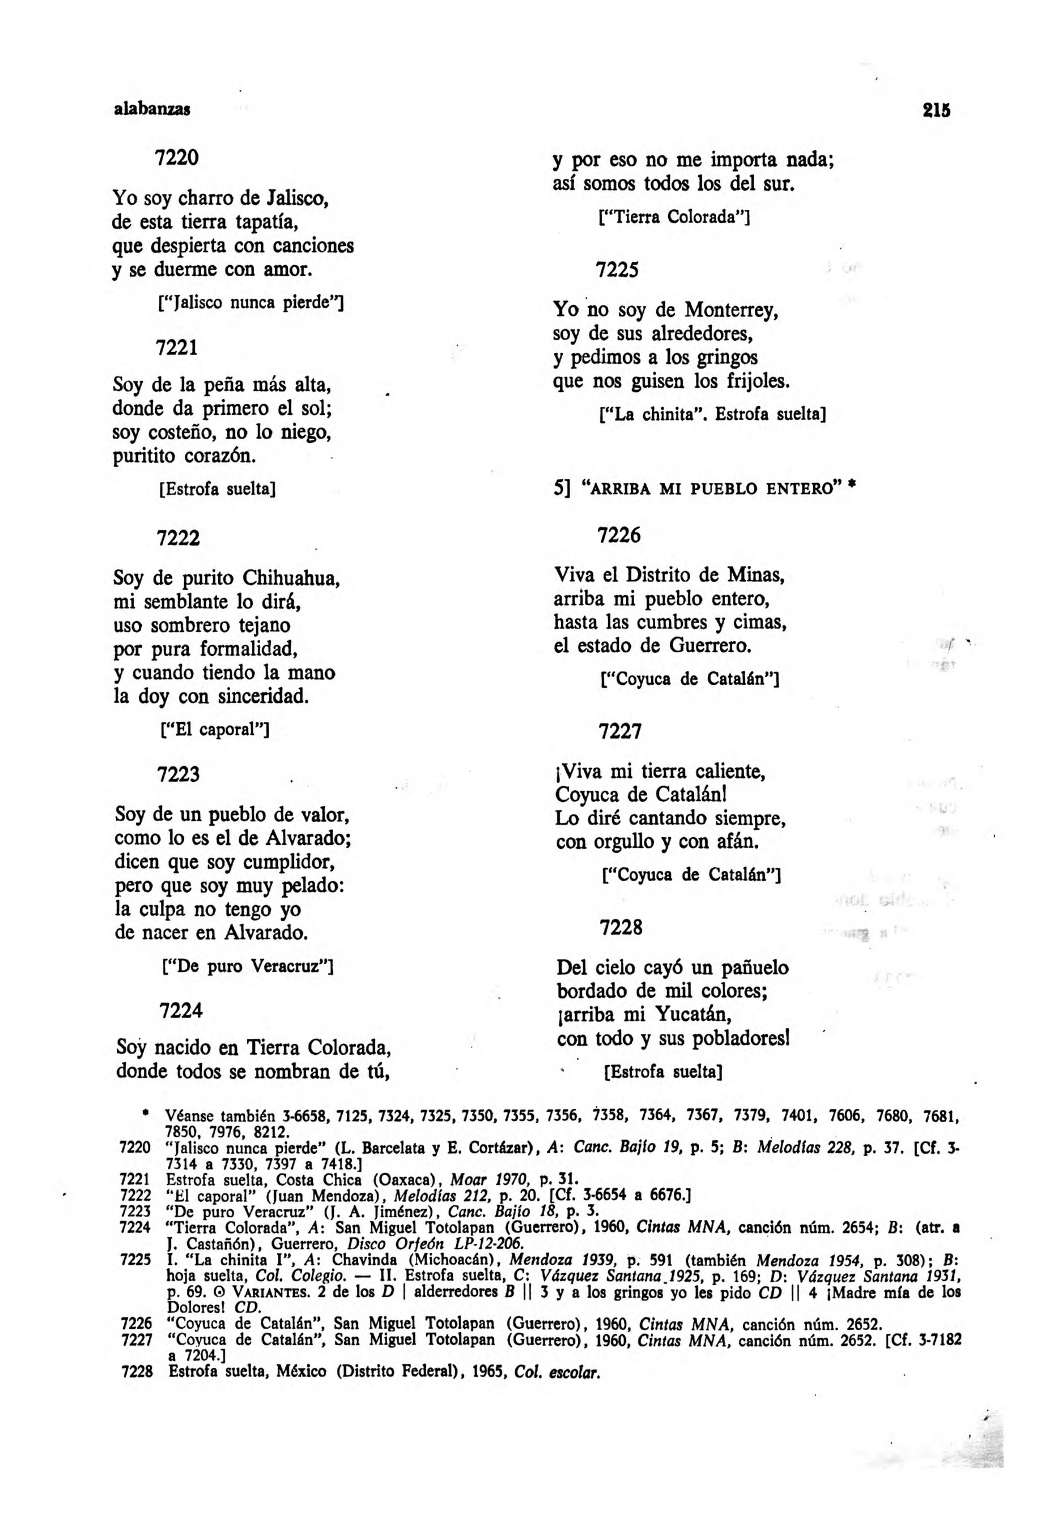 alabanzas
215
7220
Yo soy charro de Jalisco,
de esta tierra tapatía,
que despierta con canciones
y se duerme con amor.
["Jalisco nunca pierde"]
7221
Soy de la peña más alta,
donde da primero el sol;
soy costeño, no lo niego,
puritito corazón.
[Estrofa suelta]
7222
Soy de purito Chihuahua,
mi semblante lo dirá,
uso sombrero tejano
por pura formalidad,
y cuando tiendo la mano
la doy con sinceridad.
["El caporal"]
7223
Soy de un pueblo de valor,
como lo es el de Alvarado;
dicen que soy cumplidor,
pero que soy muy pelado:
la culpa no tengo yo
de nacer en Alvarado.
["De puro Veracruz"]
7224
Soy nacido en Tierra Colorada,
donde todos se nombran de tú,
y por eso no me importa nada;
así somos todos los del sur.
["Tierra Colorada"]
7225
Yo no soy de Monterrey,
soy de sus alrededores,
y pedimos a los gringos
que nos guisen los frijoles.
["La chinita". Estrofa suelta]
5] "ARRIBA MI PUEBLO ENTERO" *
7226
Viva el Distrito de Minas,
arriba mi pueblo entero,
hasta las cumbres y cimas,
el estado de Guerrero.
["Coyuca de Catalán"]
7227
¡Viva mi tierra caliente,
Coyuca de Catalán!
Lo diré cantando siempre,
con orgullo y con afán.
["Coyuca de Catalán"]
7228
Del cielo cayó un pañuelo
bordado de mil colores;
¡arriba mi Yucatán,
con todo y sus pobladores!
[Estrofa suelta]
* Véanse también 3-6658, 7125, 7324, 7325, 7350, 7355, 7356, 7358, 7364, 7367, 7379, 7401, 7606, 7680, 7681,
7850, 7976, 8212.
7220 "Jalisco nunca pierde" (L. Barcelata y E. Cortázar), A: Canc. Bajío 19, p. 5; B: Melodías 228, p. 37. [Cf. 3-
7314 a 7330, 7397 a 7418.]
7221 Estrofa suelta, Costa Chica (Oaxaca), Moar 1970, p. 31.
7222 "El caporal" (Juan Mendoza), Melodías 212, p. 20. [Cf. 3-6654 a 6676.]
7223 "De puro Veracruz" (J. A. Jiménez), Canc. Bajío 18, p. 3.
7224 "Tierra Colorada", A: San Miguel Totolapan (Guerrero), 1960, Cintas MNA, canción núm. 2654; B: (atr. a
J. Castañón), Guerrero, Disco Orfeón LP-12-206.
7225 I. "La chinita I", A: Chavinda (Michoacán), Mendoza 1939, p. 591 (también Mendoza 1954, p. 308); B:
hoja suelta, Col. Colegio. — II. Estrofa suelta, C: Vázquez Santana 1925, p. 169; D: Vázquez Santana 1931,
p. 69. ⊙ VARIANTES. 2 de los D | alderredores B || 3 y a los gringos yo les pido CD || 4 ¡Madre mía de los
Dolores! CD.
7226 "Coyuca de Catalán", San Miguel Totolapan (Guerrero), 1960, Cintas MNA, canción núm. 2652.
7227 "Coyuca de Catalán", San Miguel Totolapan (Guerrero), 1960, Cintas MNA, canción núm. 2652. [Cf. 3-7182
a 7204.]
7228 Estrofa suelta, México (Distrito Federal), 1965, Col. escolar.